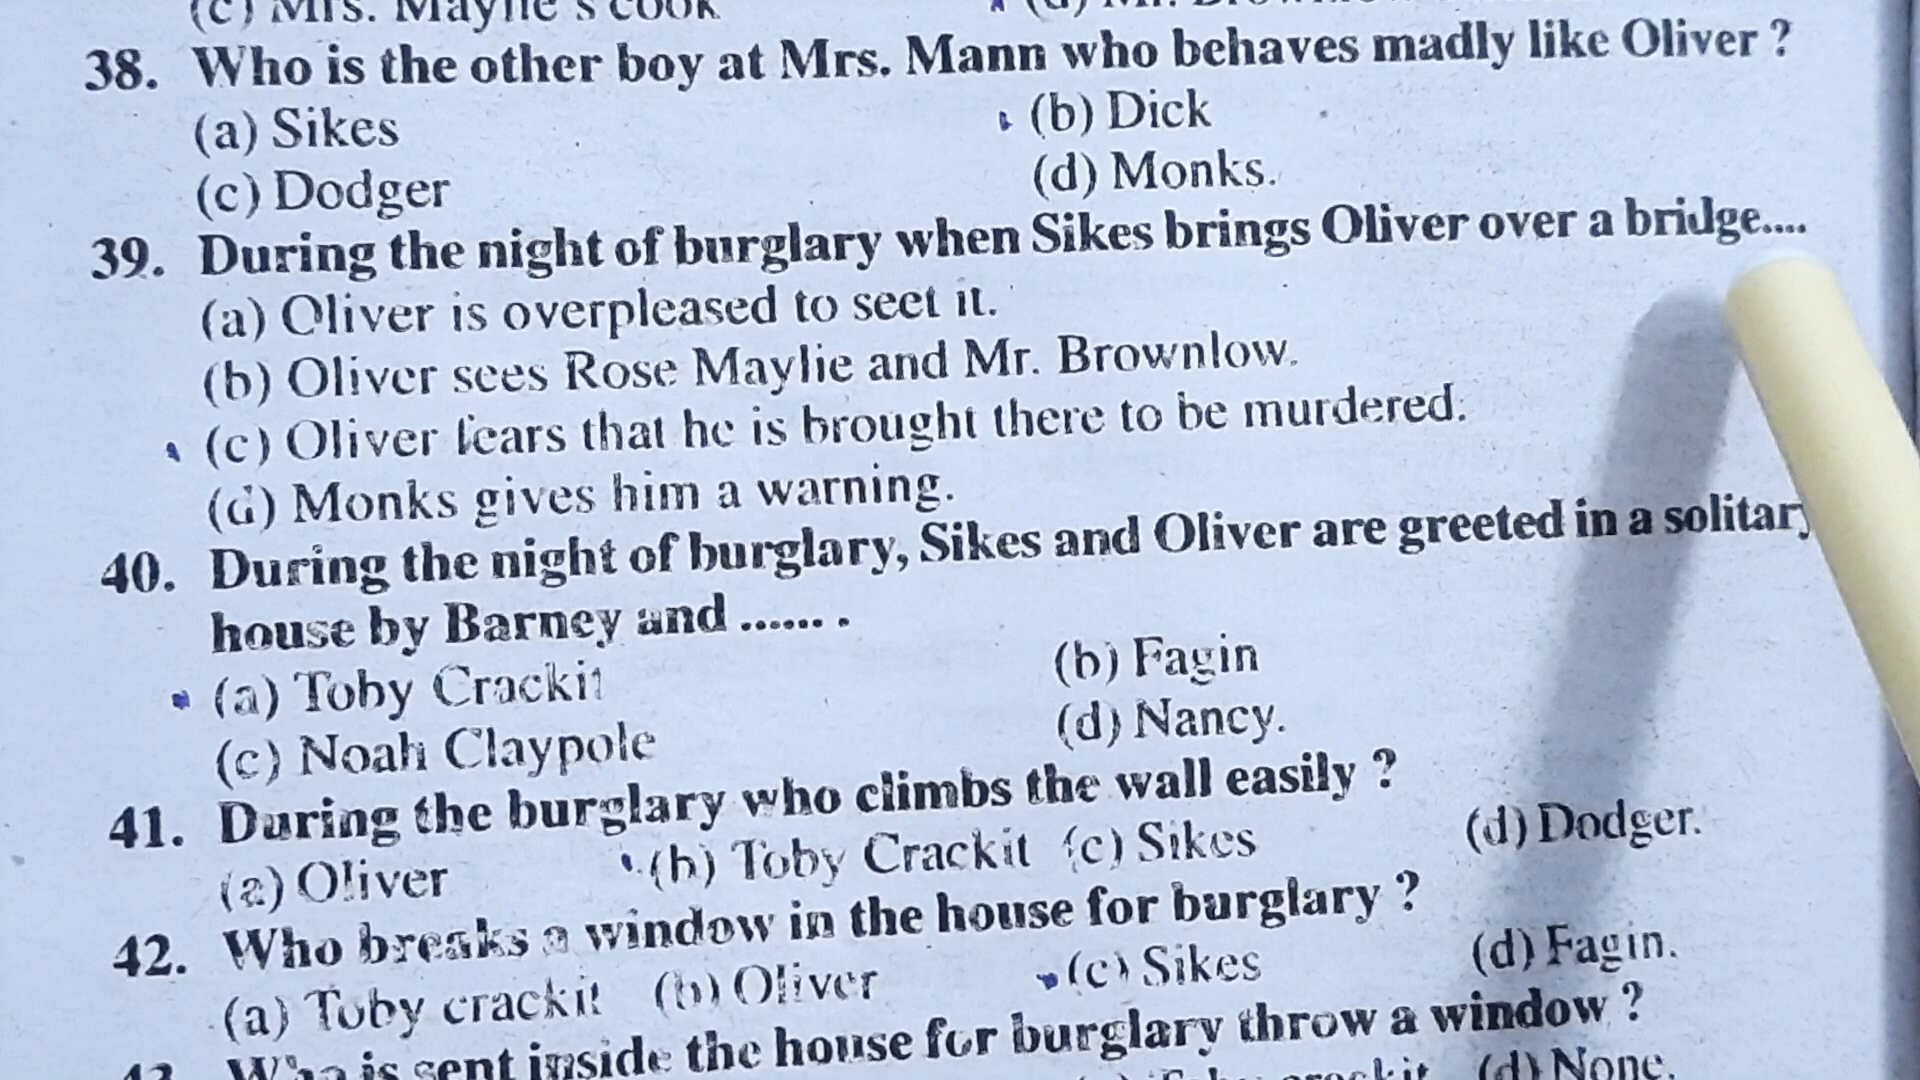 (c) Mrs. Maylie's cook
38. Who is the other boy at Mrs. Mann who behaves madly like Oliver ?
(a) Sikes (b) Dick
(c) Dodger (d) Monks.
39. During the night of burglary when Sikes brings Oliver over a bridge....
(a) Oliver is overpleased to seet it.
(b) Oliver sees Rose Maylie and Mr. Brownlow.
(c) Oliver fears that he is brought there to be murdered.
(d) Monks gives him a warning.
40. During the night of burglary, Sikes and Oliver are greeted in a solitary
house by Barney and ...... .
(a) Toby Crackit (b) Fagin
(c) Noah Claypole (d) Nancy.
41. During the burglary who climbs the wall easily ?
(a) Oliver (b) Toby Crackit (c) Sikes (d) Dodger.
42. Who breaks a window in the house for burglary ?
(a) Toby crackit (b) Oliver (c) Sikes (d) Fagin.
43 Who is sent inside the house for burglary throw a window ?
crackit (d) None.